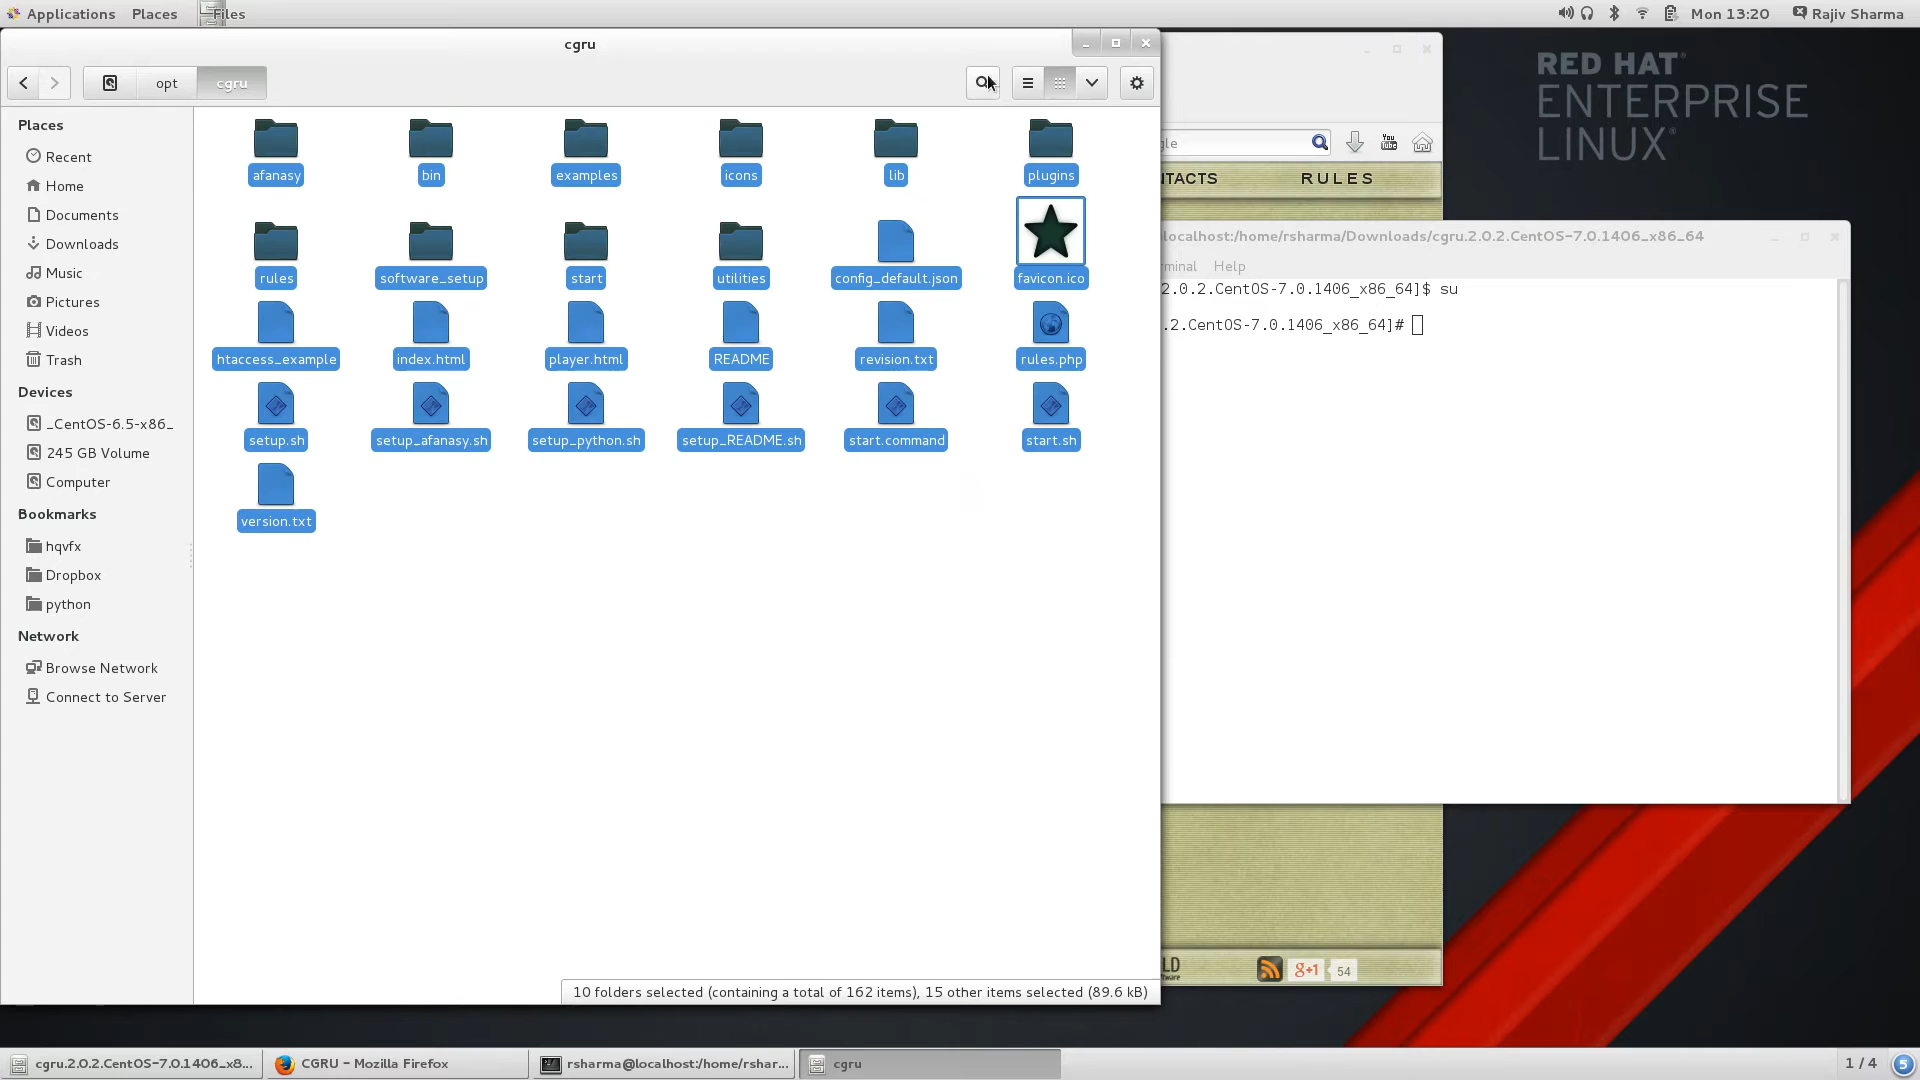 Applications Places Files
Mon 13:20 Rajiv Sharma
cgru
opt cgru
Places
Recent
Home
Documents
Downloads
Music
Pictures
Videos
Trash
Devices
_CentOS-6.5-x86_
245 GB Volume
Computer
Bookmarks
hqvfx
Dropbox
python
Network
Browse Network
Connect to Server
afanasy bin examples icons lib plugins
rules software_setup start utilities config_default.json favicon.ico
htaccess_example index.html player.html README revision.txt rules.php
setup.sh setup_afanasy.sh setup_python.sh setup_README.sh start.command start.sh
version.txt
10 folders selected (containing a total of 162 items), 15 other items selected (89.6 kB)
RED HAT
ENTERPRISE
LINUX
gle
You
Tube
NTACTS RULES
localhost:/home/rsharma/Downloads/cgru.2.0.2.CentOS-7.0.1406_x86_64
minal Help
2.0.2.CentOS-7.0.1406_x86_64]$ su
.2.CentOS-7.0.1406_x86_64]#
LD
g+1 54
cgru.2.0.2.CentOS-7.0.1406_x8... CGRU - Mozilla Firefox rsharma@localhost:/home/rshar... cgru
1 / 4 5